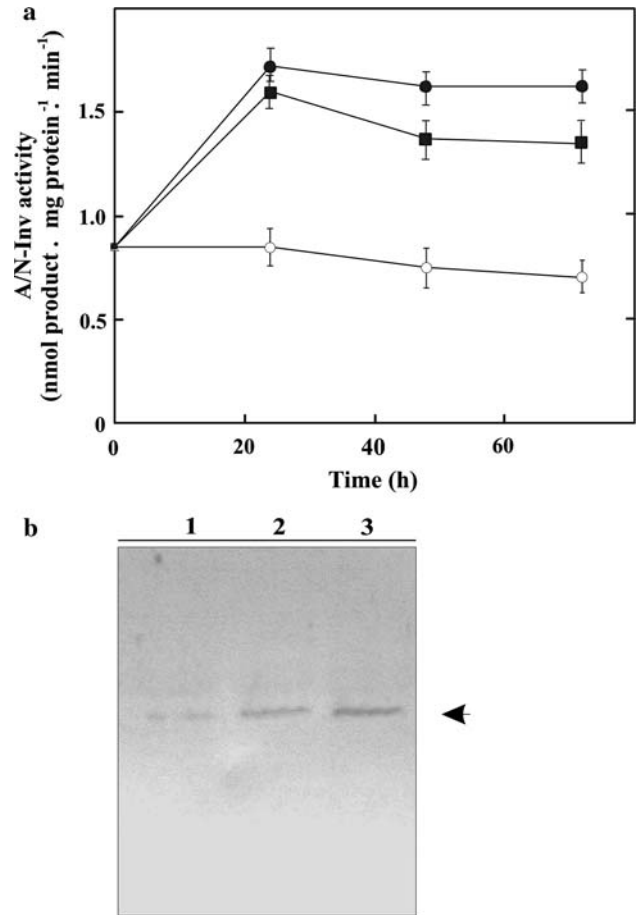 a
A/N-Inv activity
(nmol product . mg protein⁻¹ . min⁻¹)
1.5
1.0
0.5
0
0 20 40 60
Time (h)
b
1 2 3